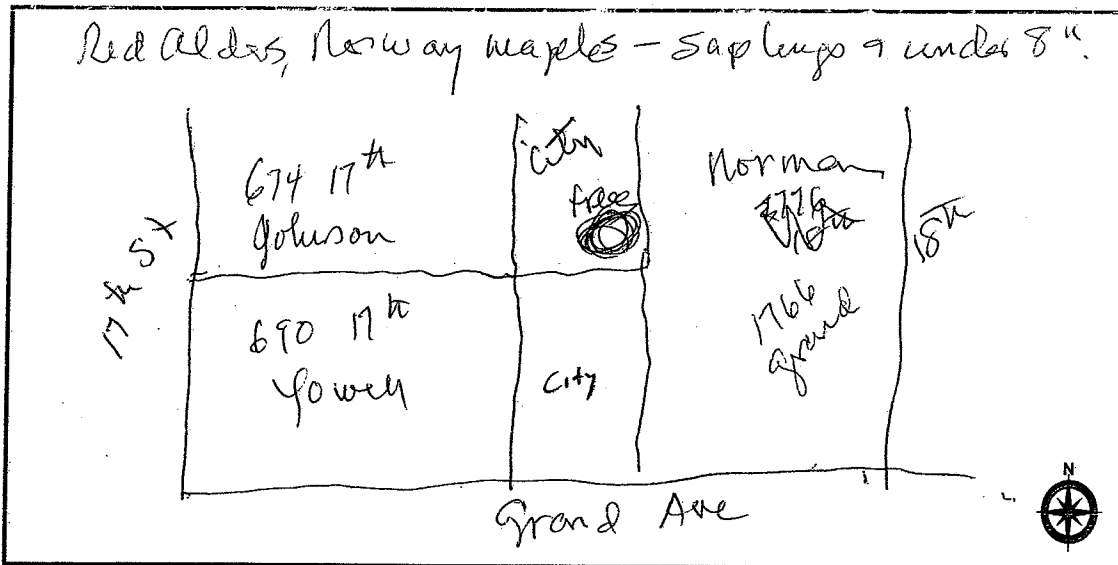 Red Alders, Norway maples - saplings & under 8".
17th St
674 17th
Johnson
City
tree
Norman
1766
Grand
18th
690 17th
Yowell
City
Grand Ave
N